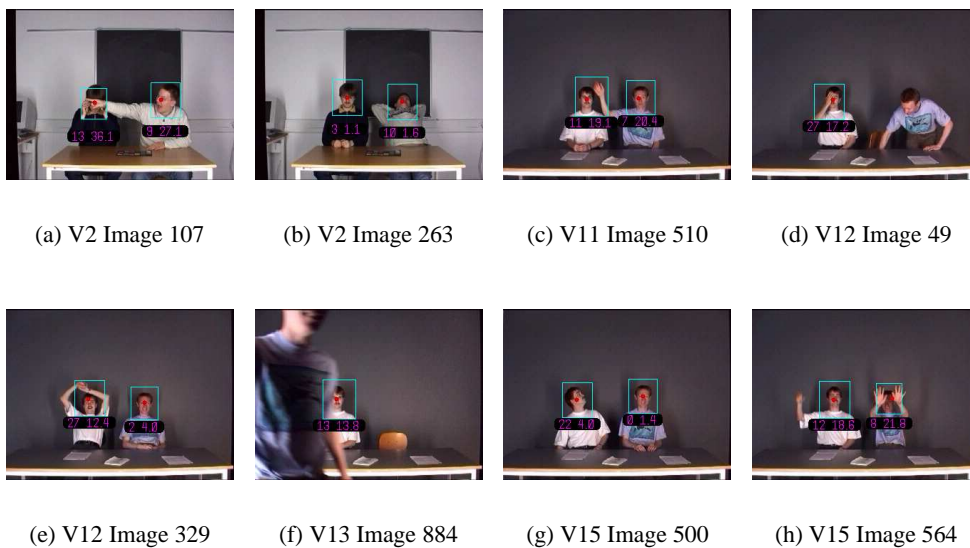 13 36.1
9 27.1
3 1.1
10 1.6
11 19.1
7 20.4
27 17.2
(a) V2 Image 107
(b) V2 Image 263
(c) V11 Image 510
(d) V12 Image 49
27 12.4
2 4.0
13 13.8
22 4.0
0 1.4
12 18.6
8 21.8
(e) V12 Image 329
(f) V13 Image 884
(g) V15 Image 500
(h) V15 Image 564